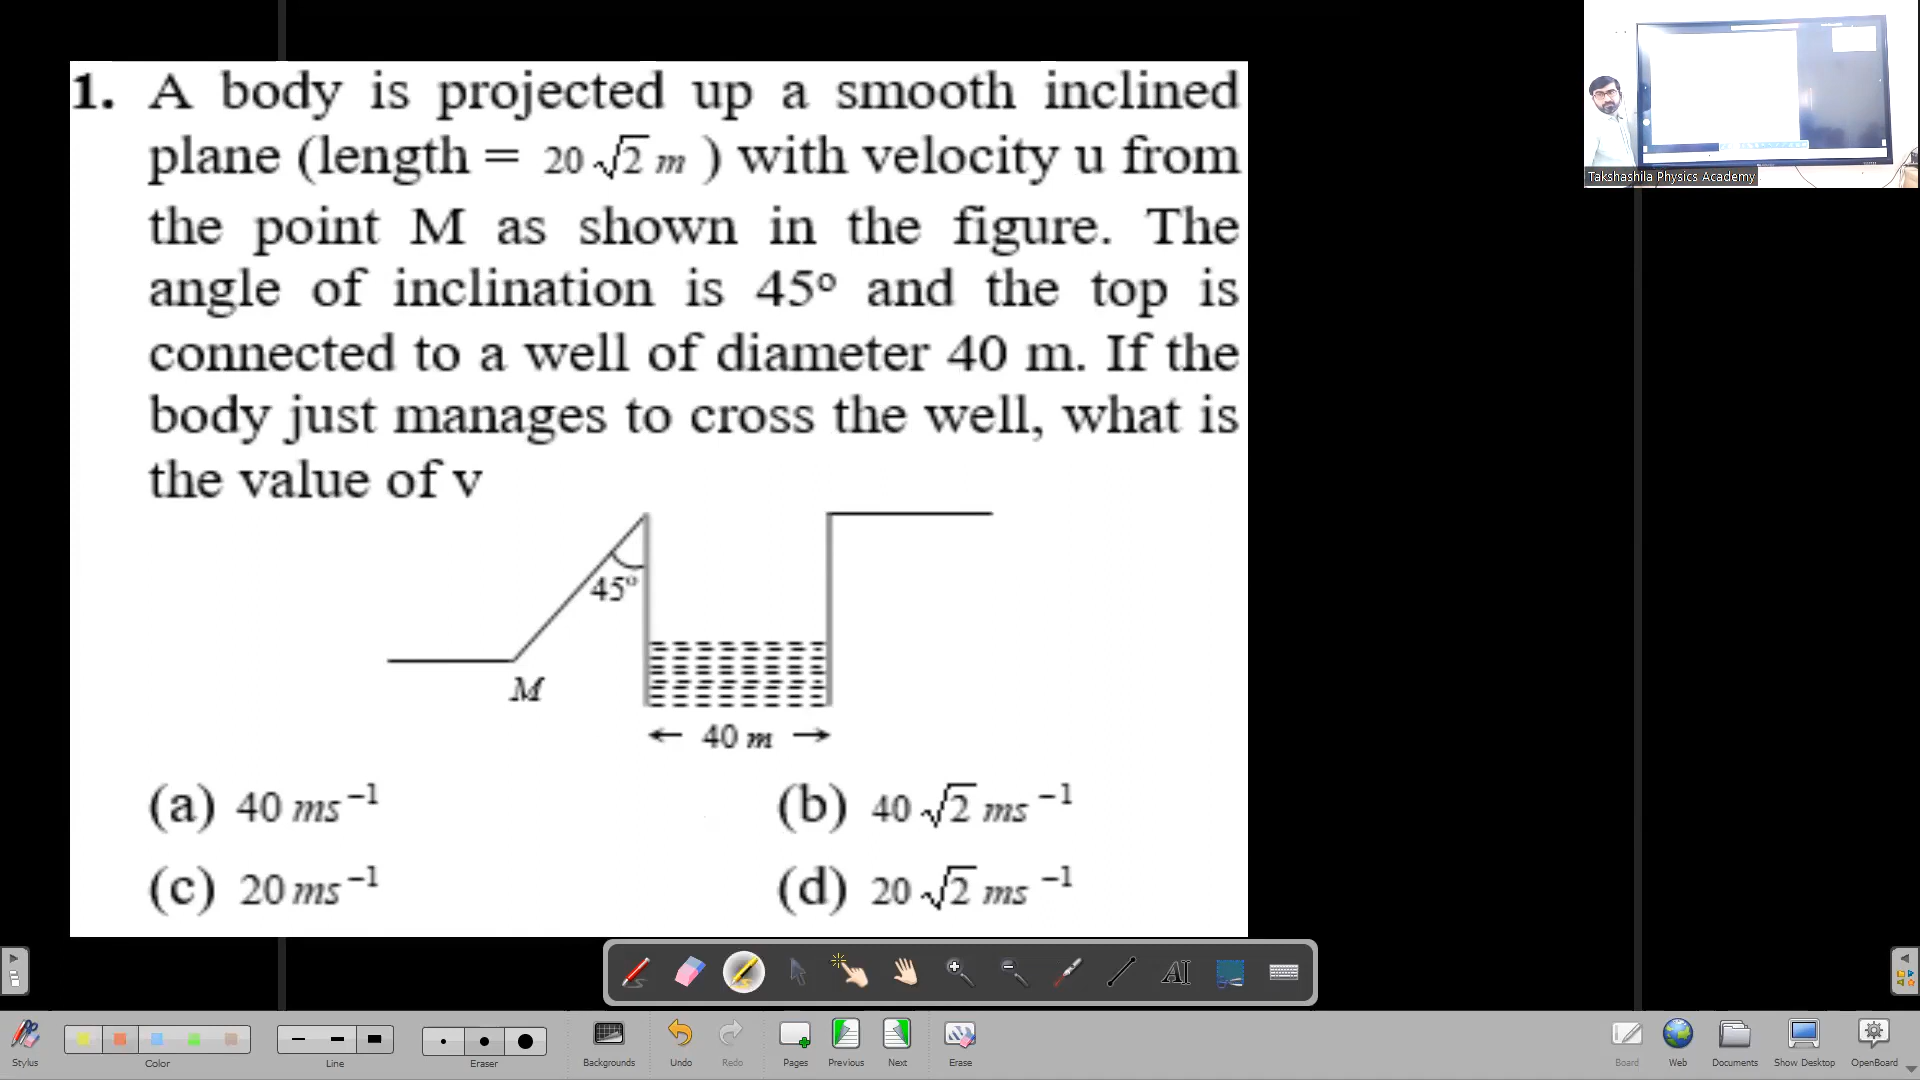 Takshashila Physics Academy
1. A body is projected up a smooth inclined
plane (length = 20√2 m ) with velocity u from
the point M as shown in the figure. The
angle of inclination is 45° and the top is
connected to a well of diameter 40 m. If the
body just manages to cross the well, what is
the value of v
45°
M
← 40 m →
(a) 40 ms⁻¹ (b) 40√2 ms⁻¹
(c) 20 ms⁻¹ (d) 20√2 ms⁻¹
AI
Stylus Color Line Eraser Backgrounds Undo Redo Pages Previous Next Erase Board Web Documents Show Desktop OpenBoard